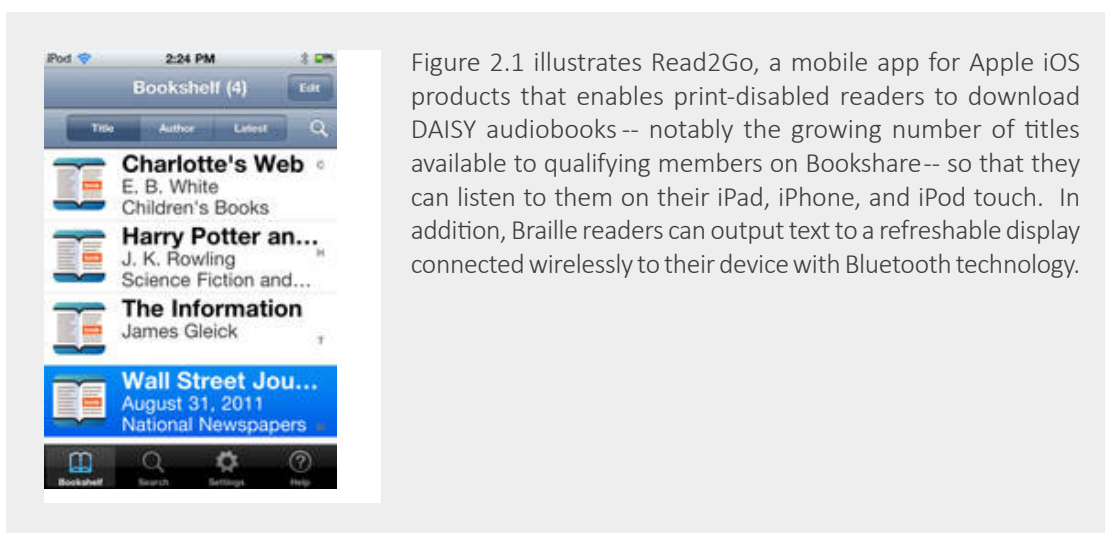 iPod 2:24 PM
Bookshelf (4) Edit
Title Author Latest
Charlotte's Web C
E. B. White
Children's Books
Harry Potter an...
J. K. Rowling H
Science Fiction and...
The Information
James Gleick T
Wall Street Jou...
August 31, 2011
National Newspapers
Bookshelf Search Settings Help
Figure 2.1 illustrates Read2Go, a mobile app for Apple iOS
products that enables print-disabled readers to download
DAISY audiobooks -- notably the growing number of titles
available to qualifying members on Bookshare -- so that they
can listen to them on their iPad, iPhone, and iPod touch. In
addition, Braille readers can output text to a refreshable display
connected wirelessly to their device with Bluetooth technology.